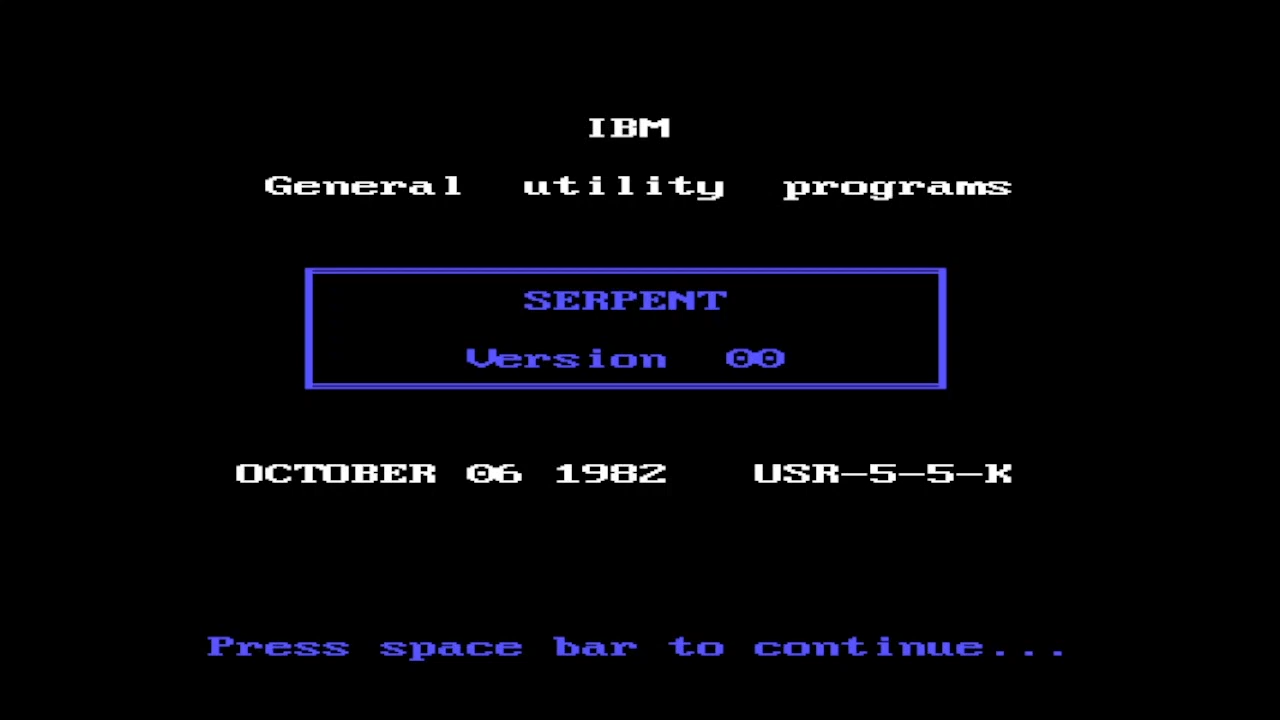 IBM
General utility programs
SERPENT
Version 00
OCTOBER 06 1982 USR-5-5-K
Press space bar to continue...